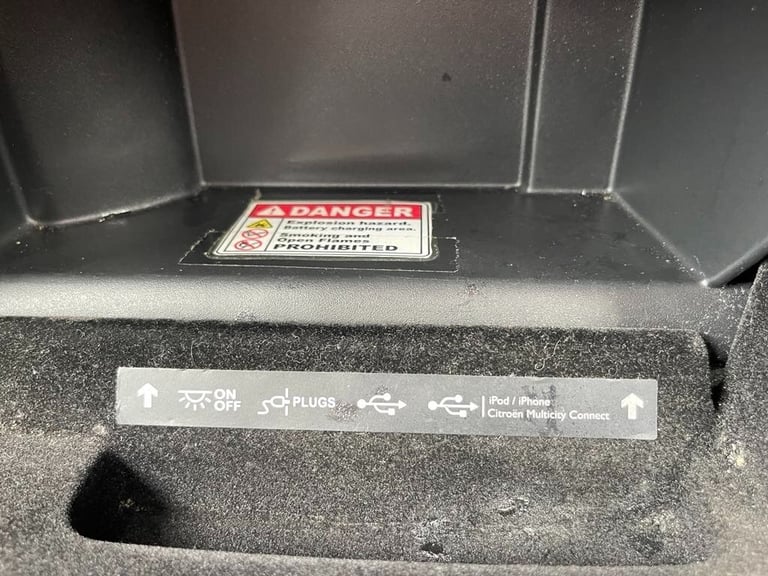 DANGER
Explosion hazard.
Battery charging area.
Smoking and
Open Flames
PROHIBITED
ON
OFF
PLUGS
iPod / iPhone
Citroën Multicity Connect